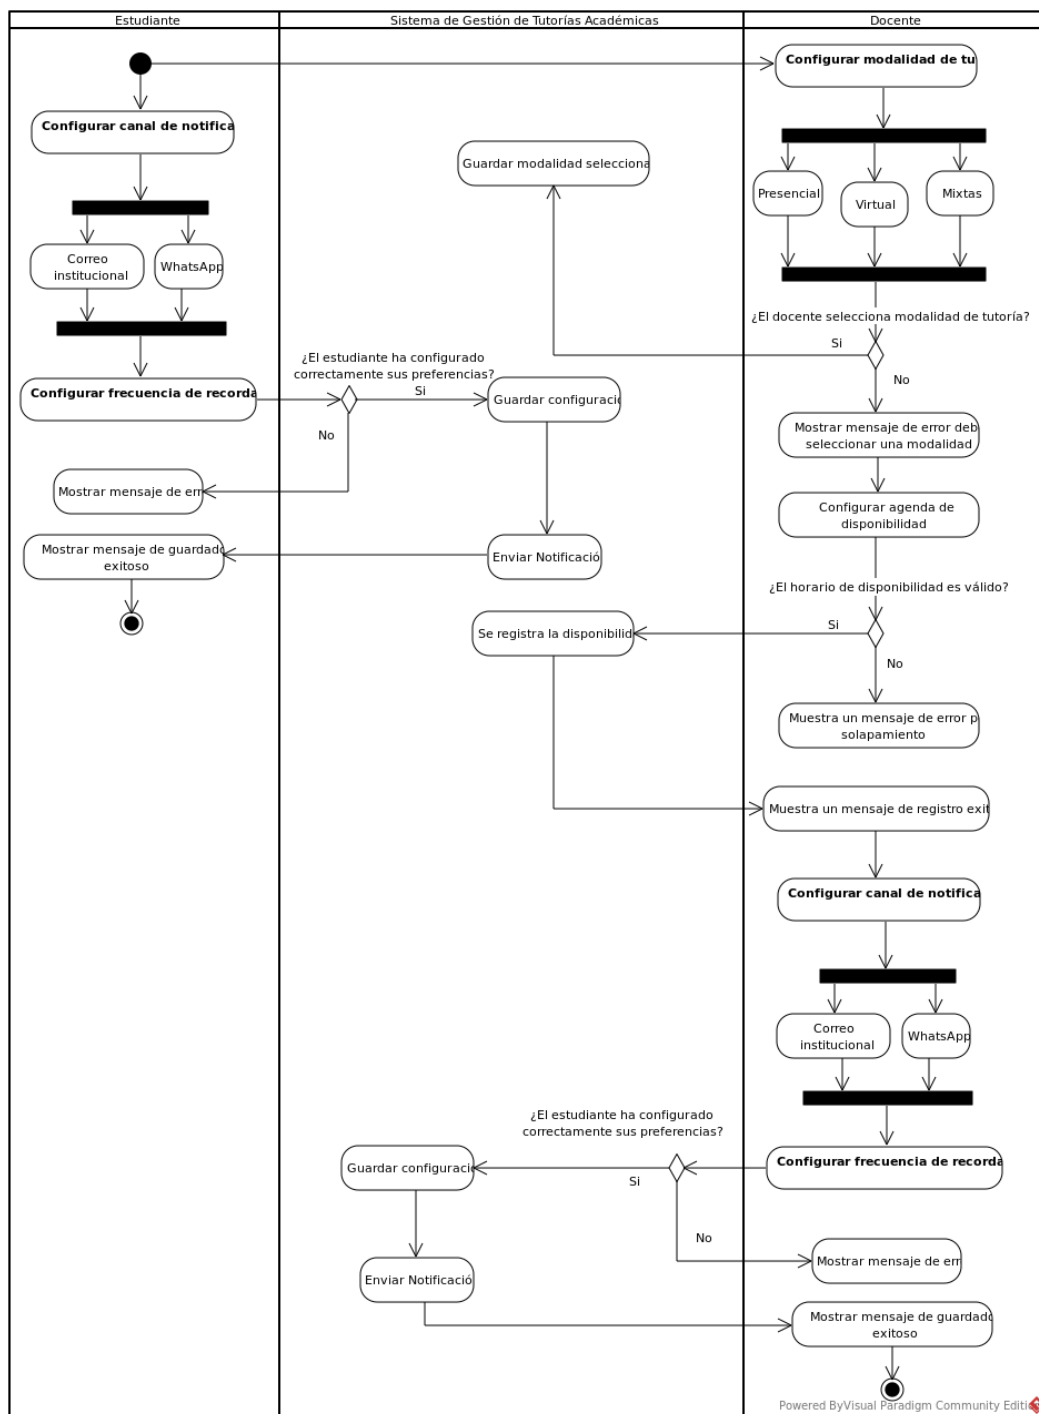 Estudiante
Sistema de Gestión de Tutorías Académicas
Docente
Configurar modalidad de tu
Configurar canal de notifica
Guardar modalidad selecciona
Presencial
Virtual
Mixtas
Correo
institucional
WhatsApp
¿El docente selecciona modalidad de tutoría?
Si
No
¿El estudiante ha configurado
correctamente sus preferencias?
Configurar frecuencia de recorda
Si
Guardar configuraci
No
Mostrar mensaje de error deb
seleccionar una modalidad
Mostrar mensaje de err
Configurar agenda de
disponibilidad
Mostrar mensaje de guardado
exitoso
Enviar Notificació
¿El horario de disponibilidad es válido?
Si
Se registra la disponibilid
No
Muestra un mensaje de error p
solapamiento
Muestra un mensaje de registro exit
Configurar canal de notifica
Correo
institucional
WhatsApp
¿El estudiante ha configurado
correctamente sus preferencias?
Configurar frecuencia de recorda
Guardar configuraci
Si
No
Mostrar mensaje de err
Enviar Notificació
Mostrar mensaje de guardado
exitoso
Powered ByVisual Paradigm Community Editio